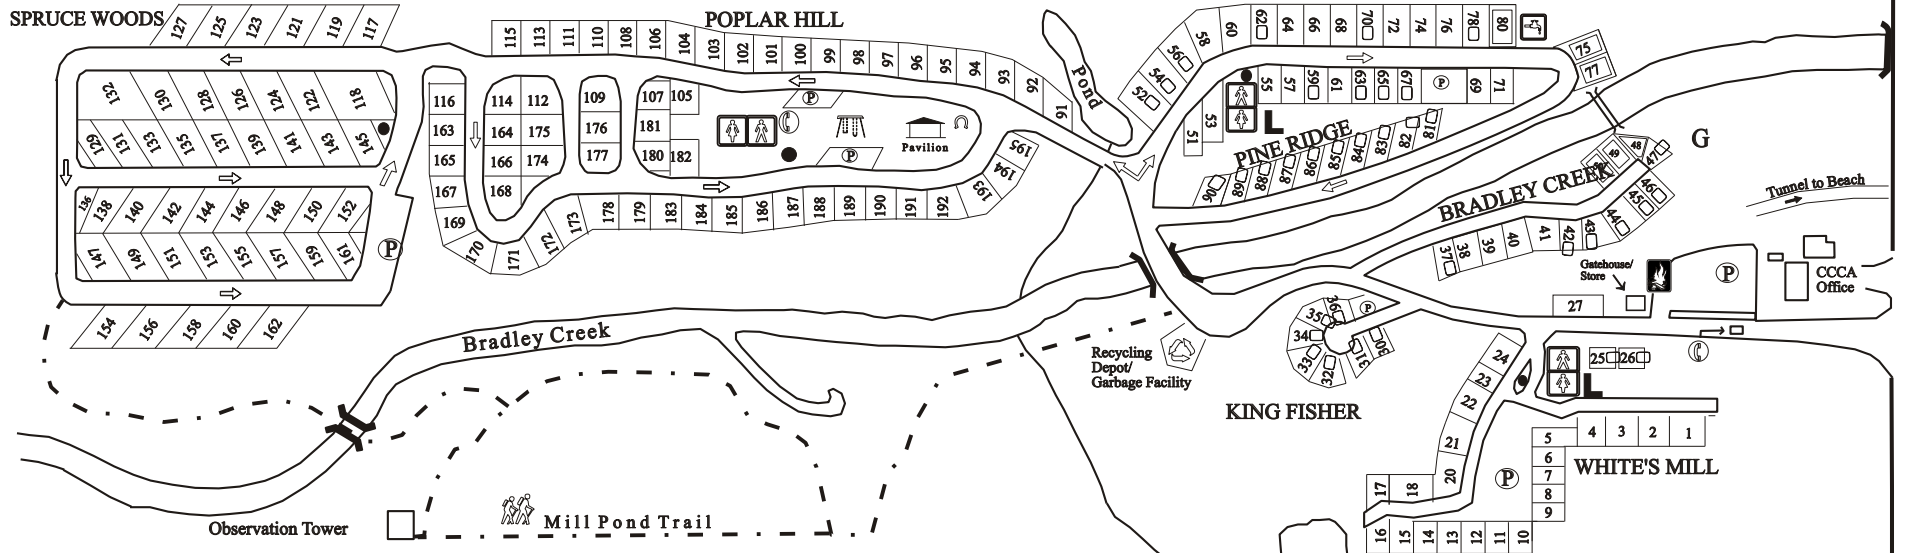 SPRUCE WOODS
127 125 123 121 119 117
132 130 128 126 124 122 118
129 131 133 135 137 139 141 143 145
136 138 140 142 144 146 148 150 152
147 149 151 153 155 157 159 161
P
154 156 158 160 162
POPLAR HILL
115 113 111 110 108 106 104 103 102 101 100 99 98 97 96 95 94 93 92 91
116 163 165 167 169 170 171 172 173
114 112
164 175
166 174
168
109
176
177
107 105
181
180 182
P
P
Pavilion
178 179 183 184 185 186 187 188 189 190 191 192 193 194 195
Pond
52 54 56 58 60 62 64 66 68 70 72 74 76 78 80
75
77
51 53 55 57 59 61 63 65 67 P 69 71
PINE RIDGE
90 89 88 87 86 85 84 83 82 81
BRADLEY CREEK
49 48 47
46 45 44 43 42 41 40 39 38 37
G
Tunnel to Beach
Gatehouse/
Store
P
CCCA
Office
27
36 35 34 33 32 31 30
P
KING FISHER
Recycling
Depot/
Garbage Facility
Bradley Creek
25 26
24
23
22
21
20
18
17
16 15 14 13 12 11 10
P
5
6
7
8
9
4 3 2 1
WHITE'S MILL
Observation Tower
Mill Pond Trail